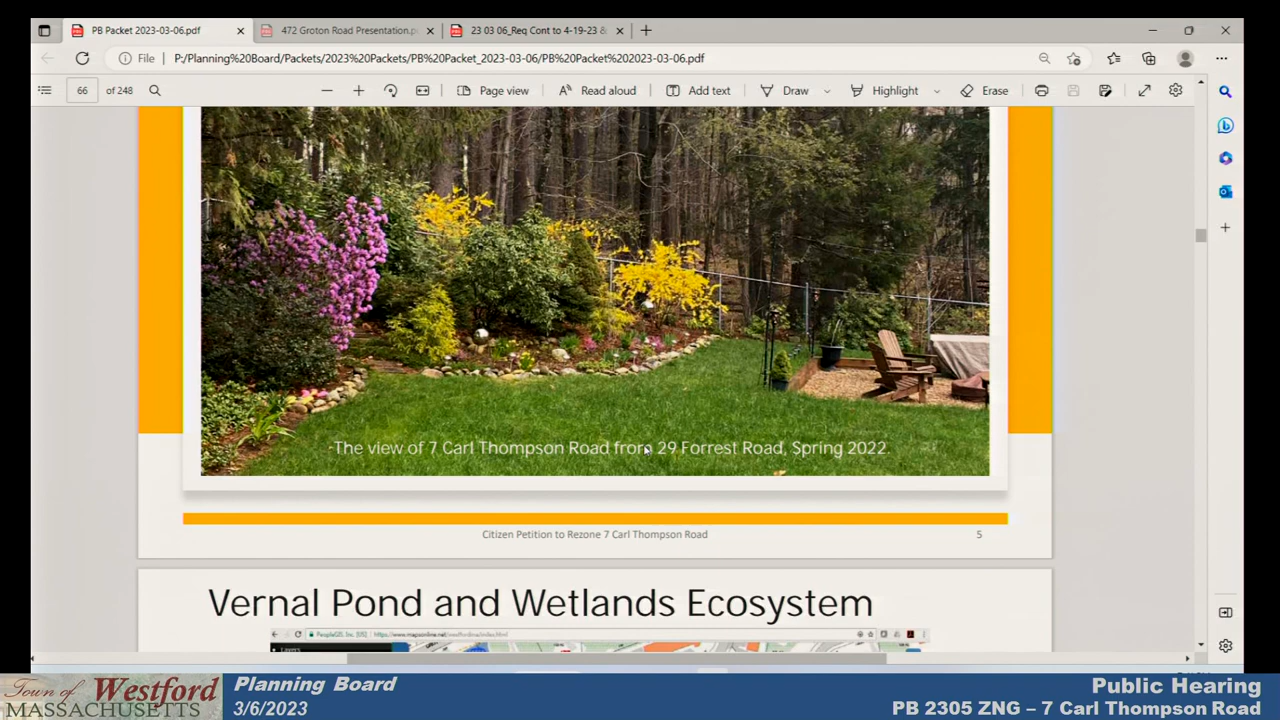 PB Packet 2023-03-06.pdf
472 Groton Road Presentation.p
23 03 06_Req Cont to 4-19-23 &
File
P:/Planning%20Board/Packets/2023%20Packets/PB%20Packet_2023-03-06/PB%20Packet%202023-03-06.pdf
66 of 248
Page view
Read aloud
Add text
Draw
Highlight
Erase
The view of 7 Carl Thompson Road from 29 Forrest Road, Spring 2022.
Citizen Petition to Rezone 7 Carl Thompson Road
5
Vernal Pond and Wetlands Ecosystem
Layers
Town of Westford
MASSACHUSETTS
Planning Board
3/6/2023
Public Hearing
PB 2305 ZNG – 7 Carl Thompson Road